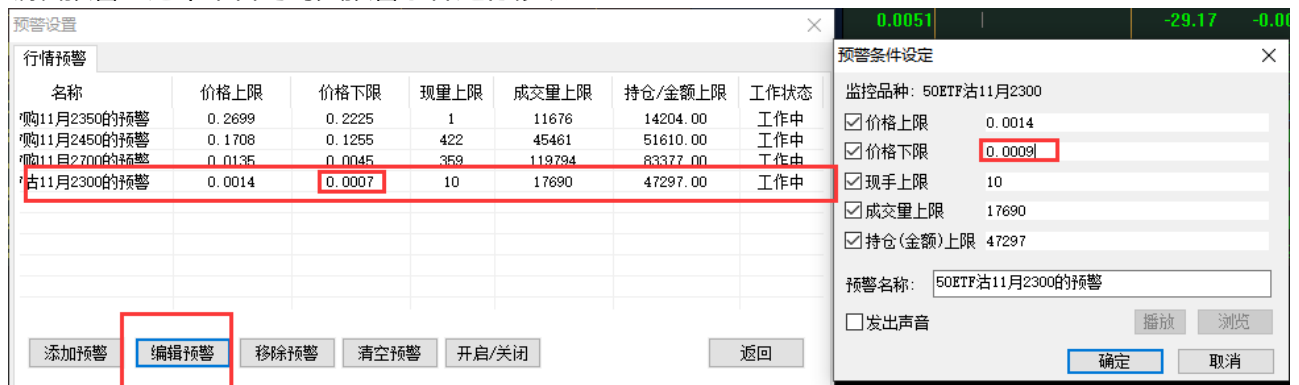 预警设置
行情预警
名称 价格上限 价格下限 现量上限 成交量上限 持仓/金额上限 工作状态
购11月2350的预警 0.2699 0.2225 1 11676 14204.00 工作中
购11月2450的预警 0.1708 0.1255 422 45461 51610.00 工作中
购11月2700的预警 0.0135 0.0045 359 119794 83377.00 工作中
沽11月2300的预警 0.0014 0.0007 10 17690 47297.00 工作中
添加预警 编辑预警 移除预警 清空预警 开启/关闭 返回
0.0051 -29.17 -0.00
预警条件设定
监控品种: 50ETF沽11月2300
价格上限 0.0014
价格下限 0.0009
现手上限 10
成交量上限 17690
持仓(金额)上限 47297
预警名称: 50ETF沽11月2300的预警
发出声音 播放 浏览
确定 取消